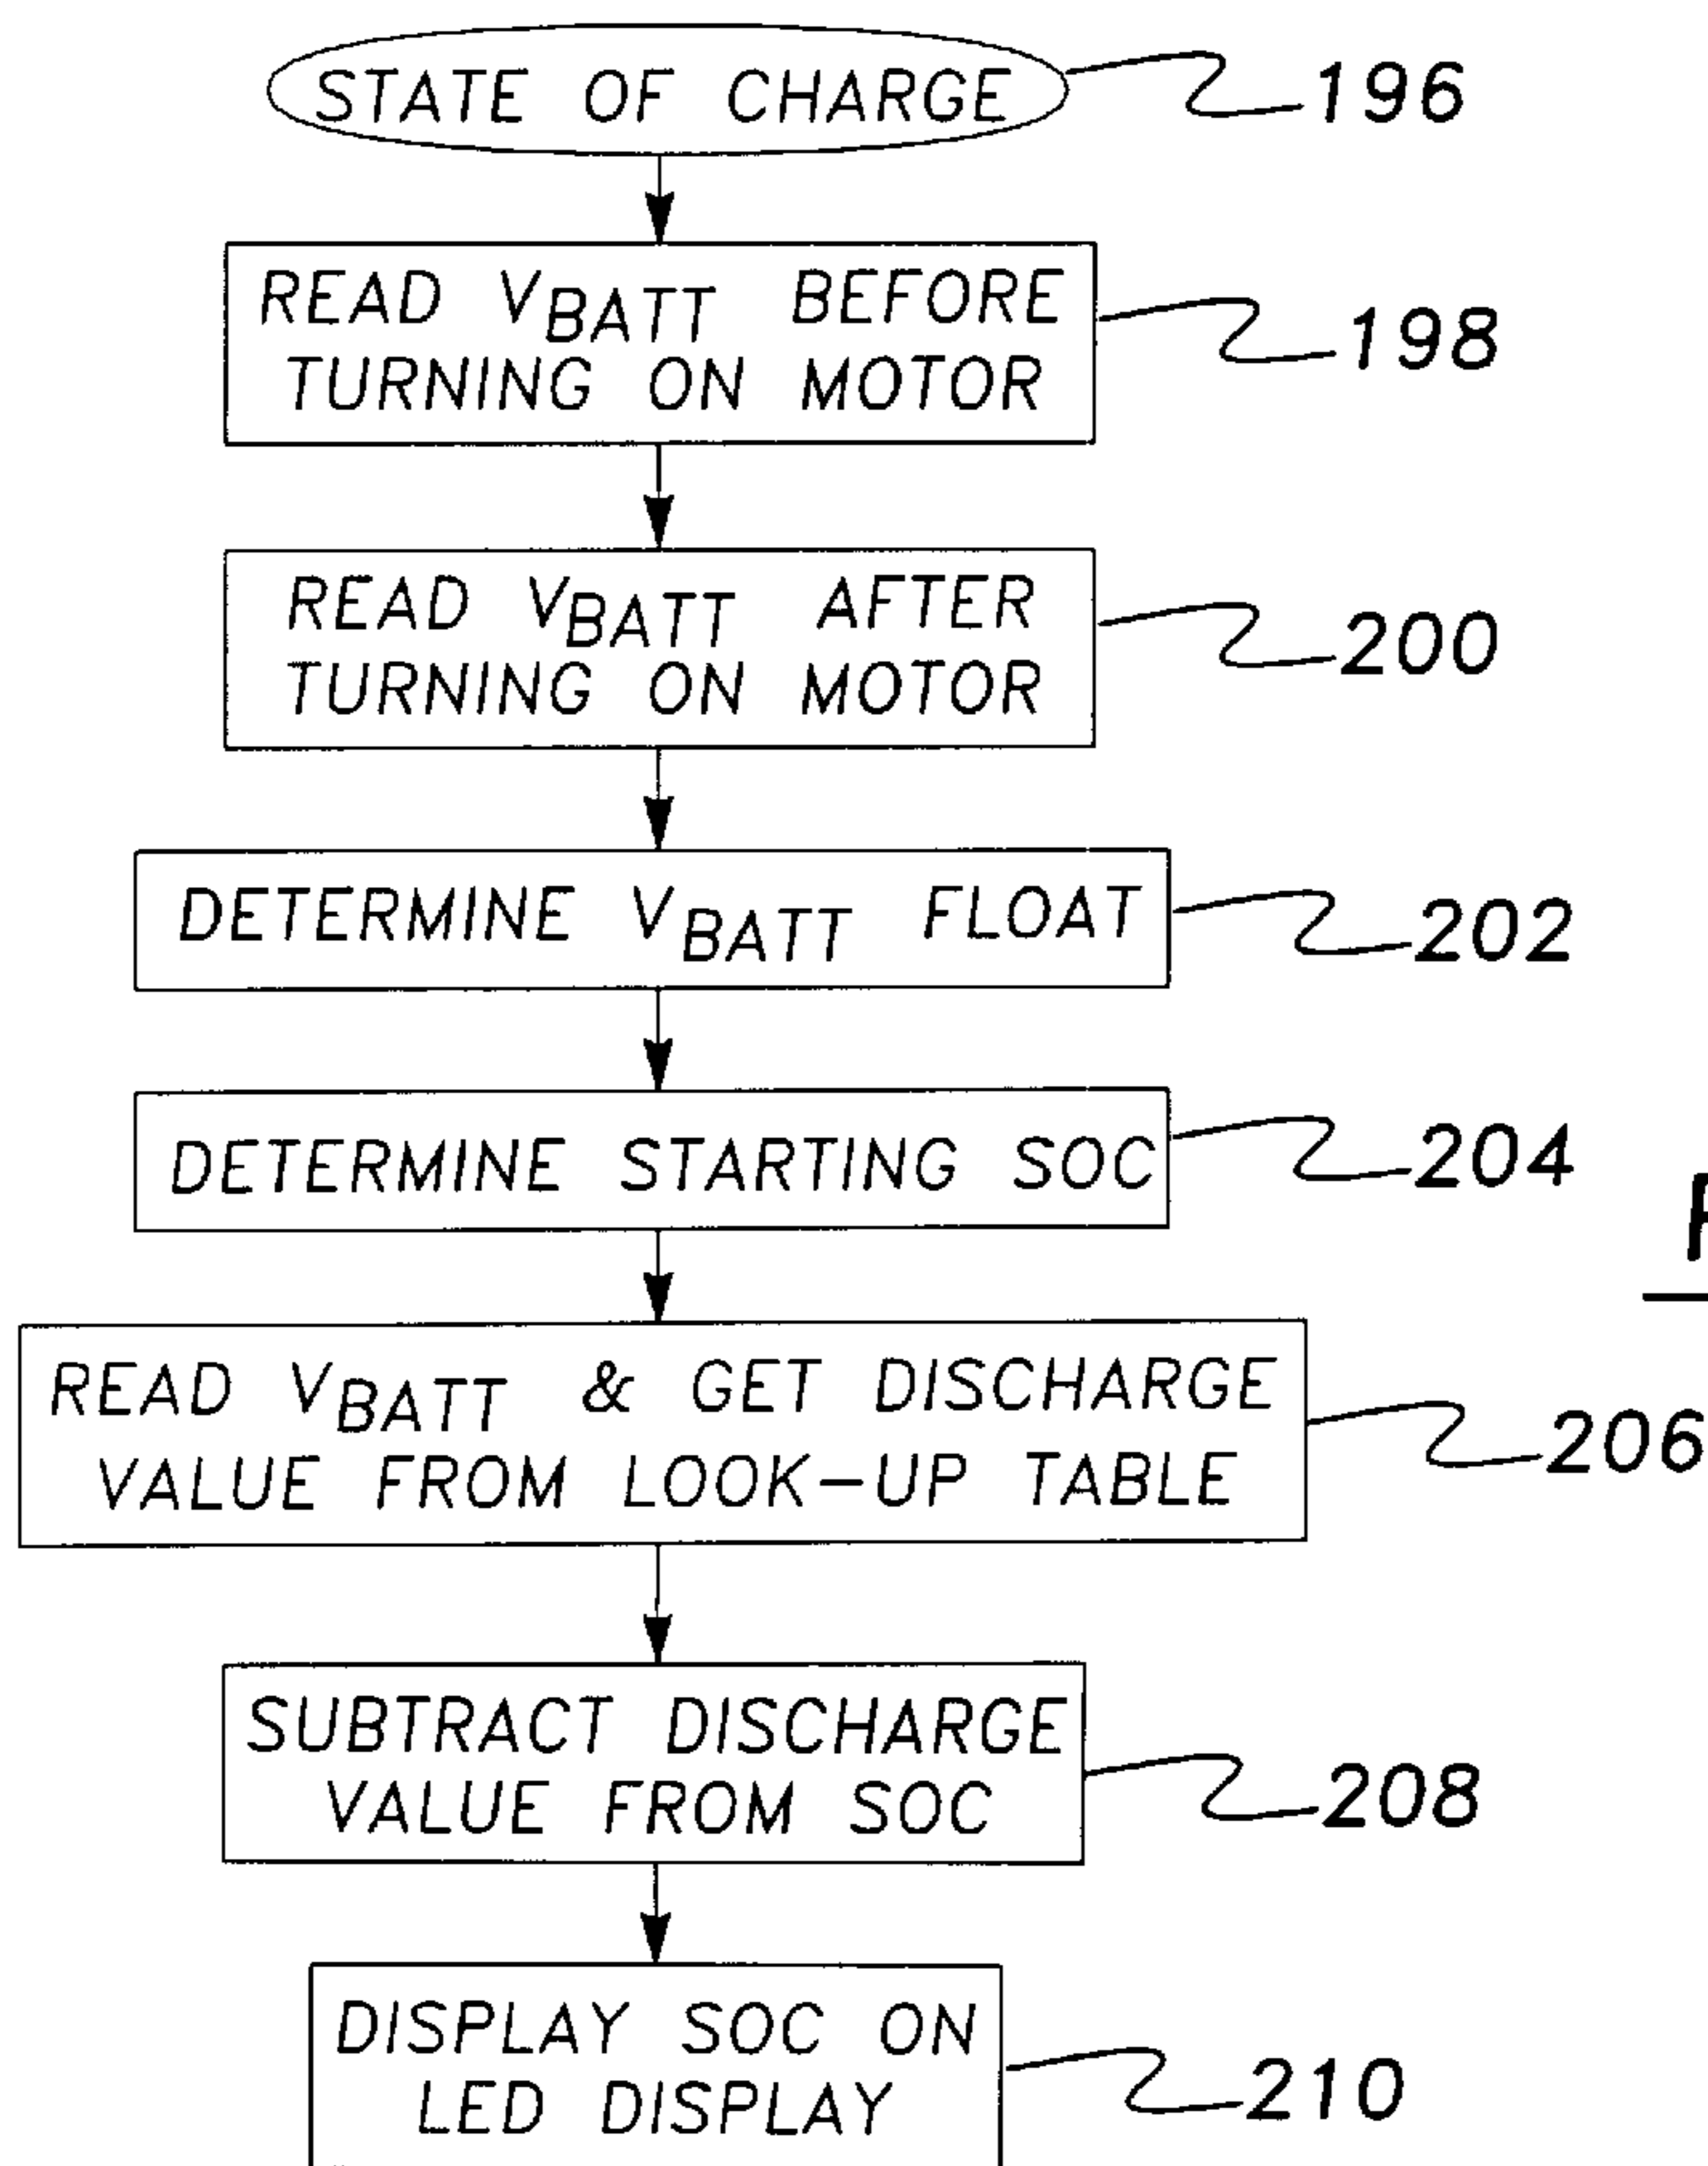 STATE OF CHARGE
196
READ VBATT BEFORE
TURNING ON MOTOR
198
READ VBATT AFTER
TURNING ON MOTOR
200
DETERMINE VBATT FLOAT
202
DETERMINE STARTING SOC
204
READ VBATT & GET DISCHARGE
VALUE FROM LOOK-UP TABLE
206
SUBTRACT DISCHARGE
VALUE FROM SOC
208
DISPLAY SOC ON
LED DISPLAY
210